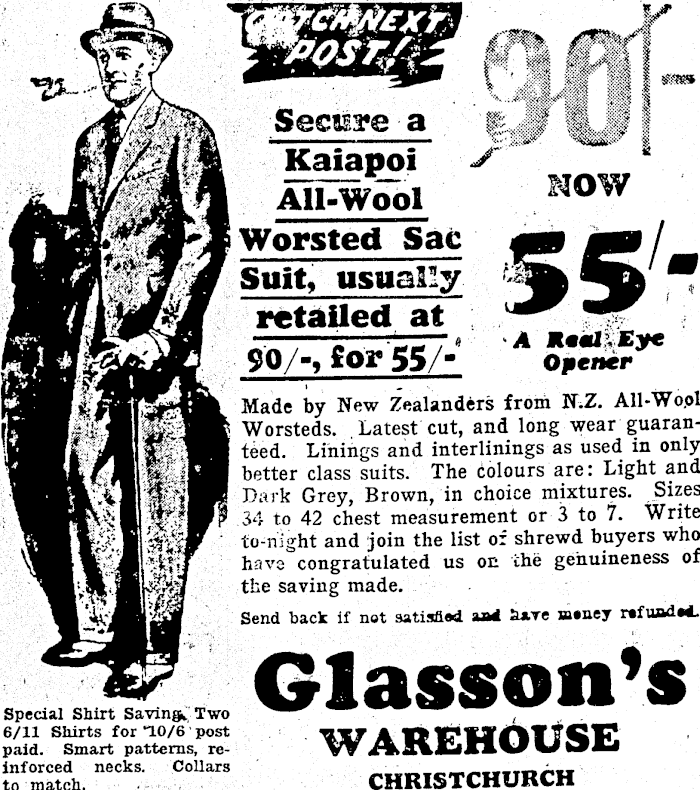 CATCH NEXT
POST!
Secure a
Kaiapoi
All-Wool
Worsted Sac
Suit, usually
retailed at
90/-, for 55/-
90/-
NOW
55/-
A Real Eye
Opener
Made by New Zealanders from N.Z. All-Wool
Worsteds. Latest cut, and long wear guaran-
teed. Linings and interlinings as used in only
better class suits. The colours are: Light and
Dark Grey, Brown, in choice mixtures. Sizes
34 to 42 chest measurement or 3 to 7. Write
to-night and join the list of shrewd buyers who
have congratulated us on the genuineness of
the saving made.
Send back if not satisfied and have money refunded.
Glasson's
WAREHOUSE
CHRISTCHURCH
Special Shirt Saving, Two
6/11 Shirts for 10/6 post
paid. Smart patterns, re-
inforced necks. Collars
to match.